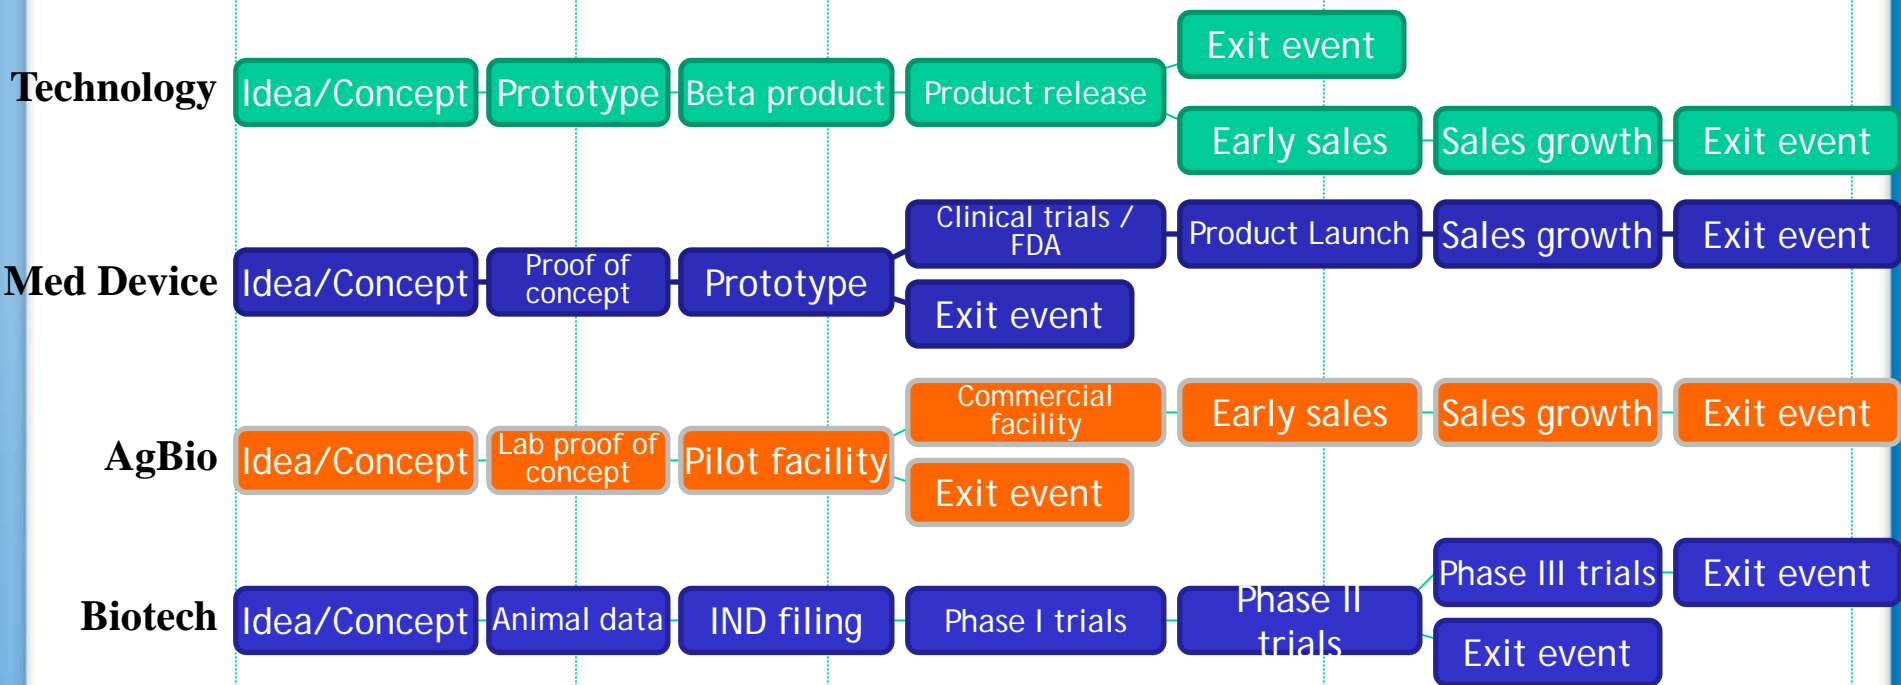 Exit event
Technology
Idea/Concept
Prototype
Beta product
Product release
Early sales
Sales growth
Exit event
Med Device
Idea/Concept
Proof of
concept
Prototype
Clinical trials /
FDA
Product Launch
Sales growth
Exit event
Exit event
AgBio
Idea/Concept
Lab proof of
concept
Pilot facility
Commercial
facility
Early sales
Sales growth
Exit event
Exit event
Biotech
Idea/Concept
Animal data
IND filing
Phase I trials
Phase II
trials
Phase III trials
Exit event
Exit event